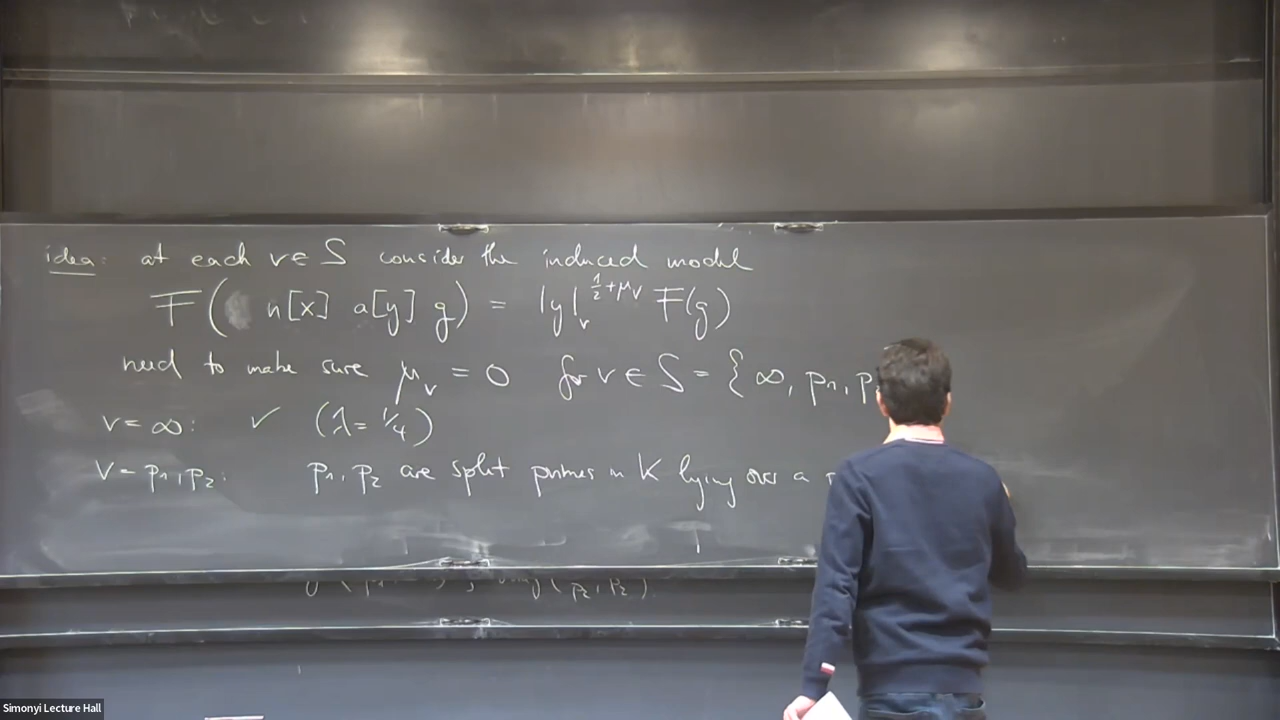 idea: at each v ∈ S consider the induced model
F( n[x] a[y] g) = |y|_v^{1/2+μ_v} F(g)
need to make sure μ_v = 0 for v ∈ S = {∞, p_1, p
v = ∞: ✓ (λ = 1/4)
v = p_1, p_2: p_1, p_2 are split primes in K lying over a
Simonyi Lecture Hall